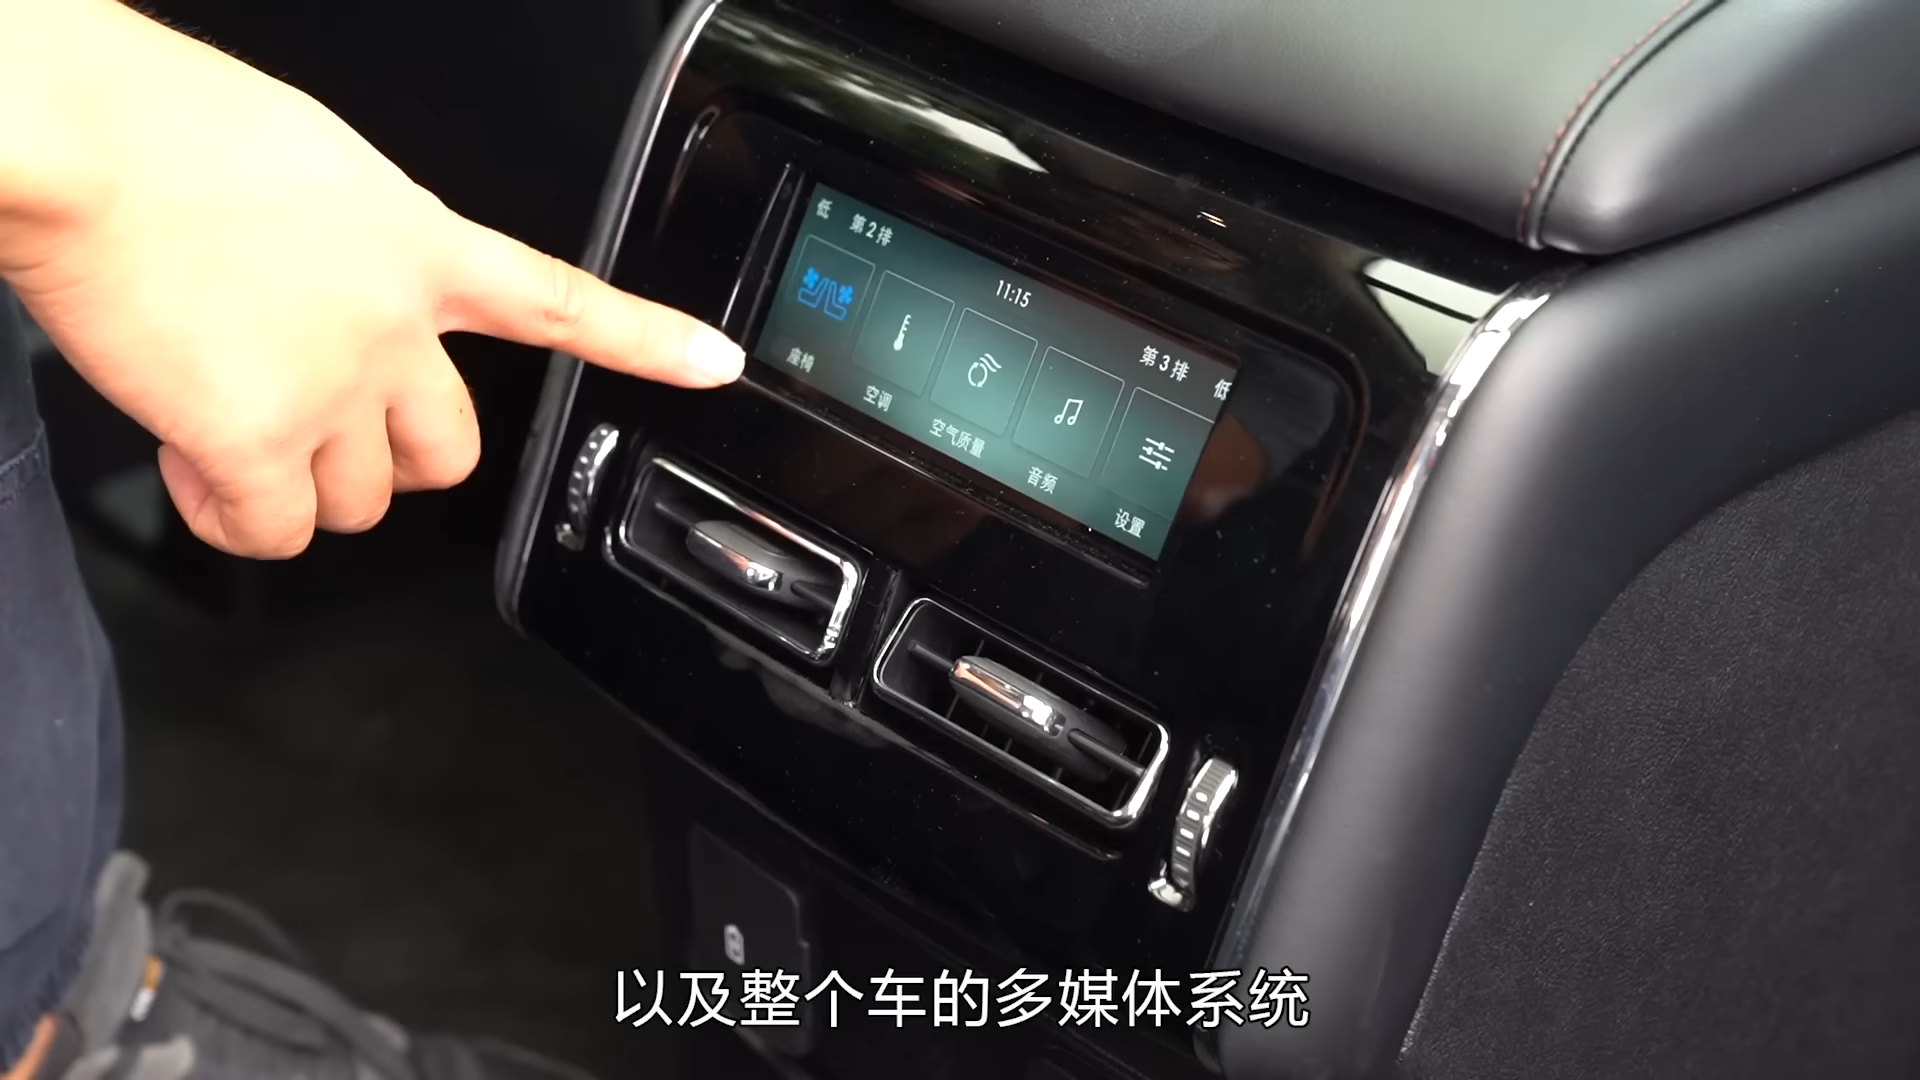 低 第2排
11:15
第3排 低
座椅
空调
空气质量
音频
设置
以及整个车的多媒体系统